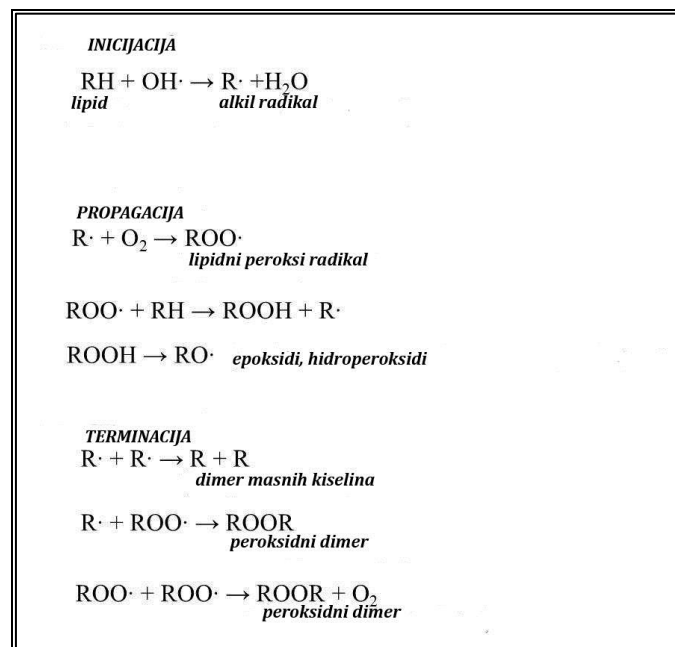 INICIJACIJA
RH + OH· → R· +H₂O
lipid alkil radikal
PROPAGACIJA
R· + O₂ → ROO·
lipidni peroksi radikal
ROO· + RH → ROOH + R·
ROOH → RO· epoksidi, hidroperoksidi
TERMINACIJA
R· + R· → R + R
dimer masnih kiselina
R· + ROO· → ROOR
peroksidni dimer
ROO· + ROO· → ROOR + O₂
peroksidni dimer